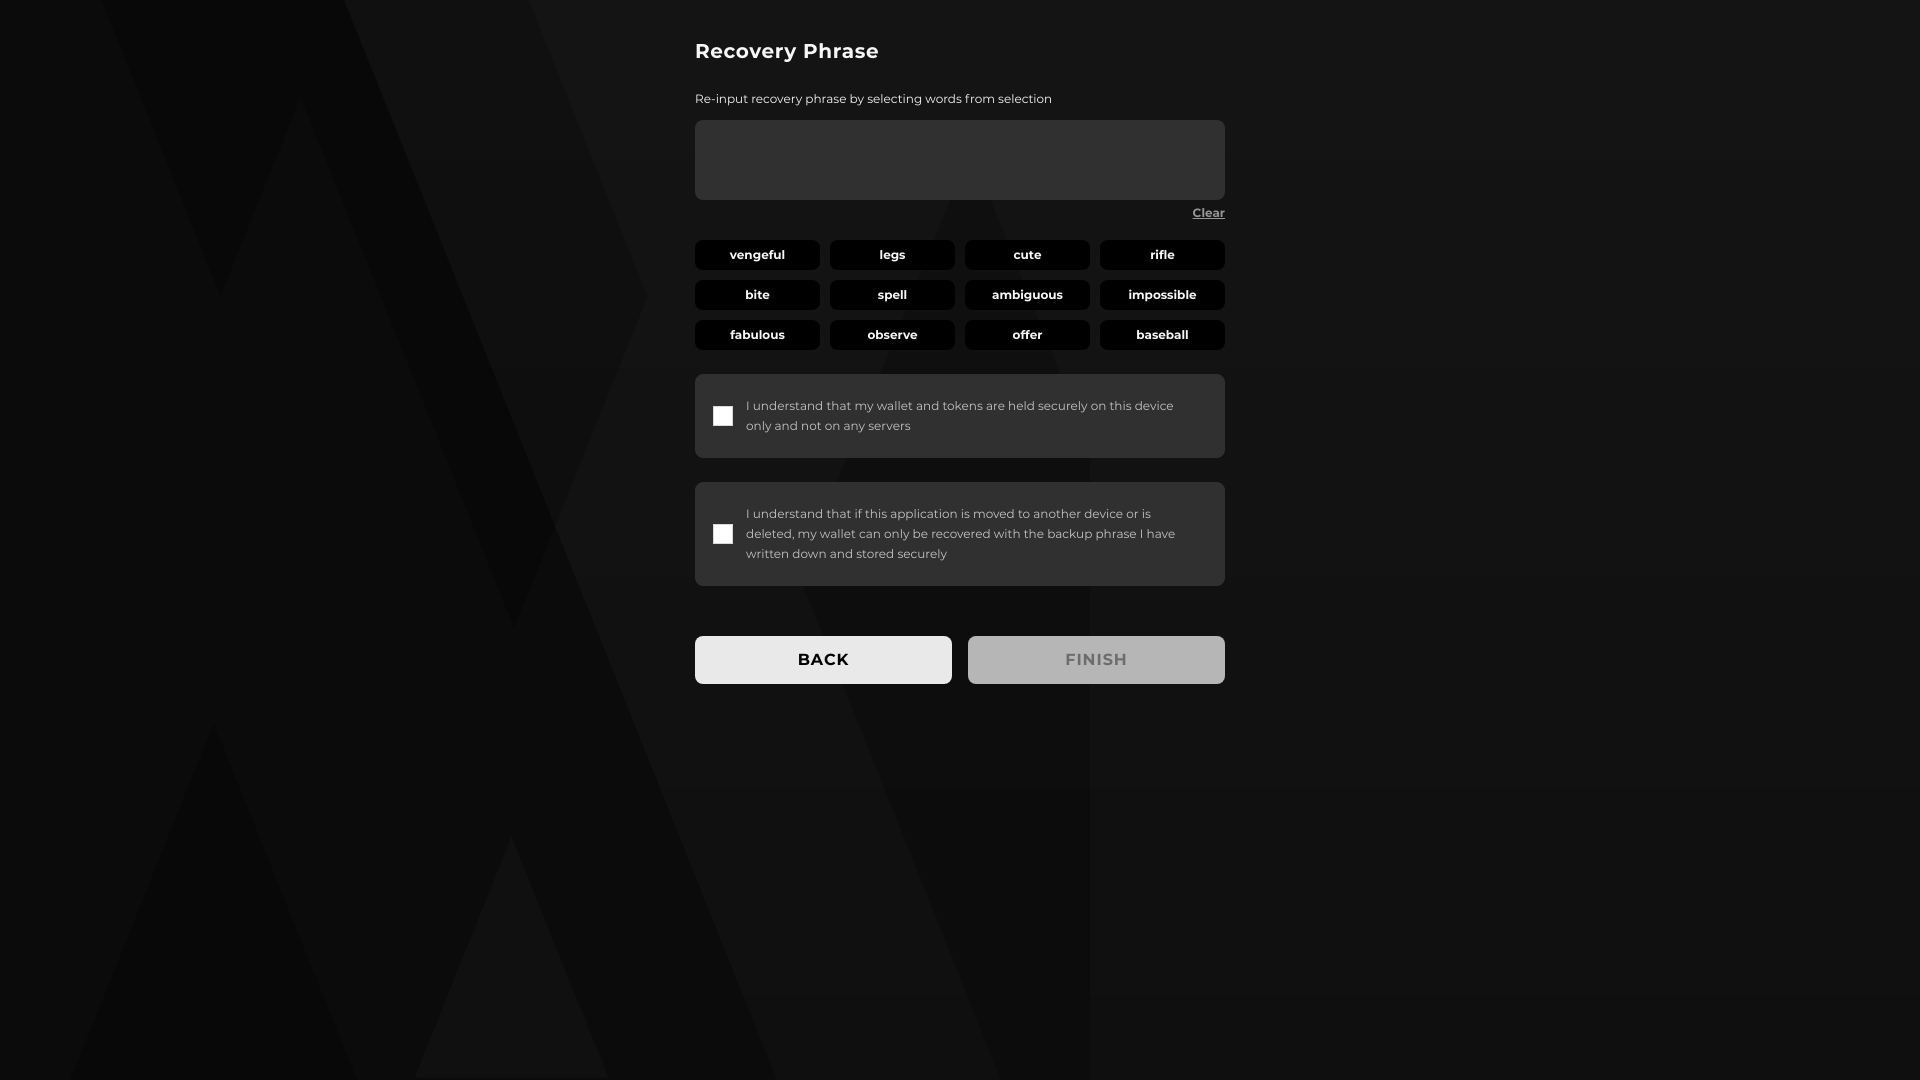 Recovery Phrase
Re-input recovery phrase by selecting words from selection
Clear
vengeful legs cute rifle
bite spell ambiguous impossible
fabulous observe offer baseball
I understand that my wallet and tokens are held securely on this device
only and not on any servers
I understand that if this application is moved to another device or is
deleted, my wallet can only be recovered with the backup phrase I have
written down and stored securely
BACK FINISH